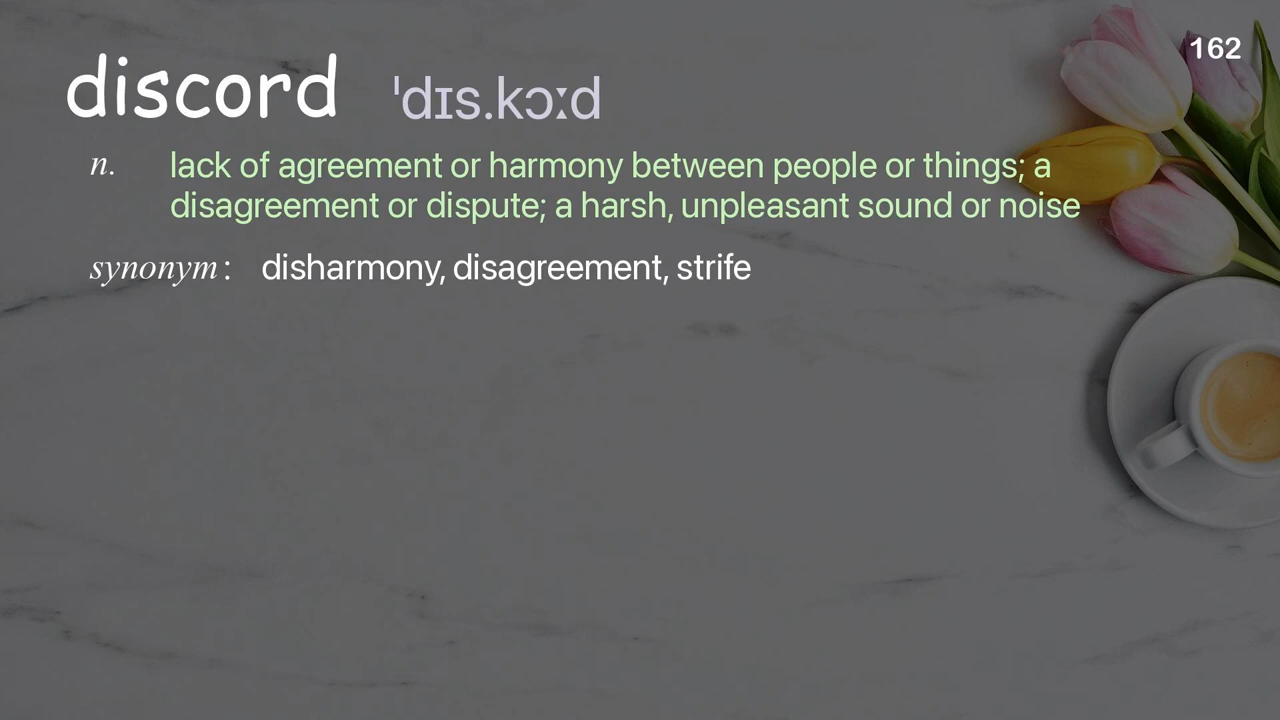 162
discord ˈdɪs.kɔːd
n. lack of agreement or harmony between people or things; a
disagreement or dispute; a harsh, unpleasant sound or noise
synonym: disharmony, disagreement, strife